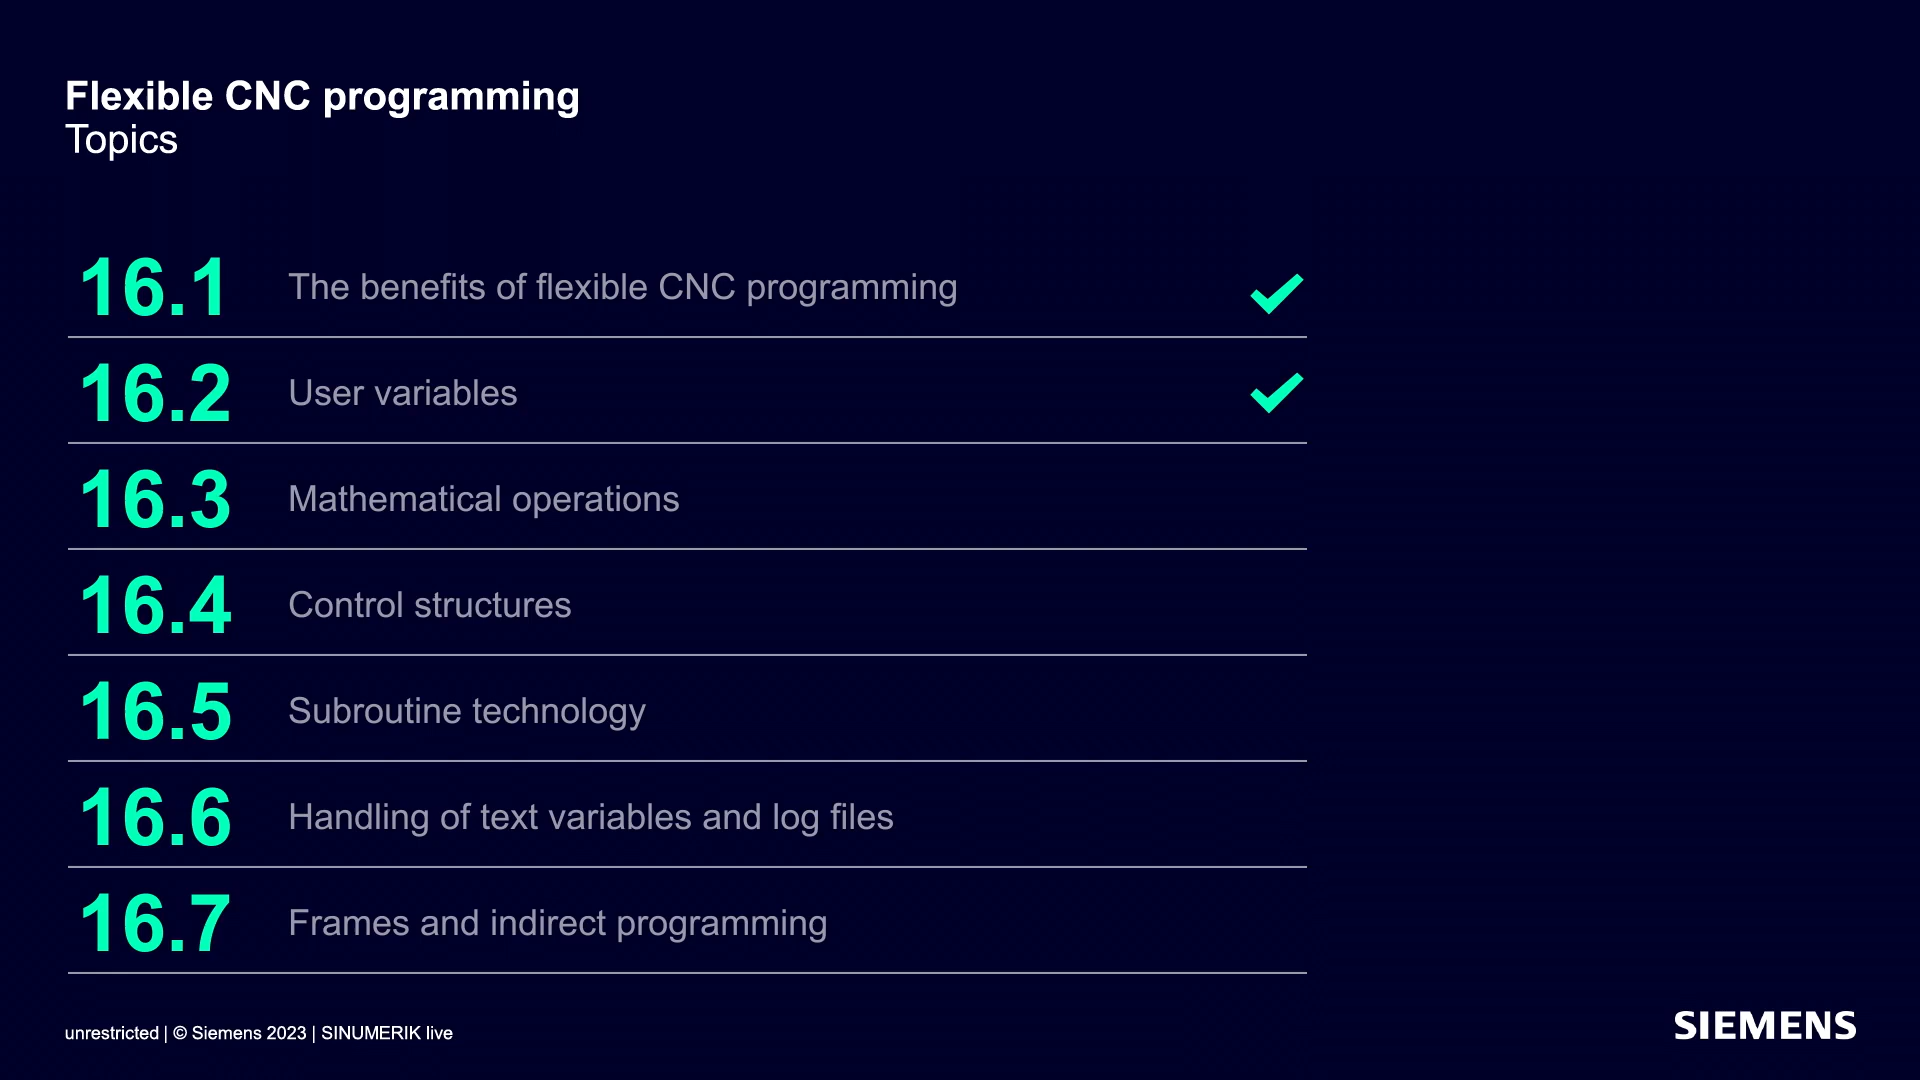 Flexible CNC programming
Topics
16.1 The benefits of flexible CNC programming
16.2 User variables
16.3 Mathematical operations
16.4 Control structures
16.5 Subroutine technology
16.6 Handling of text variables and log files
16.7 Frames and indirect programming
unrestricted | © Siemens 2023 | SINUMERIK live
SIEMENS